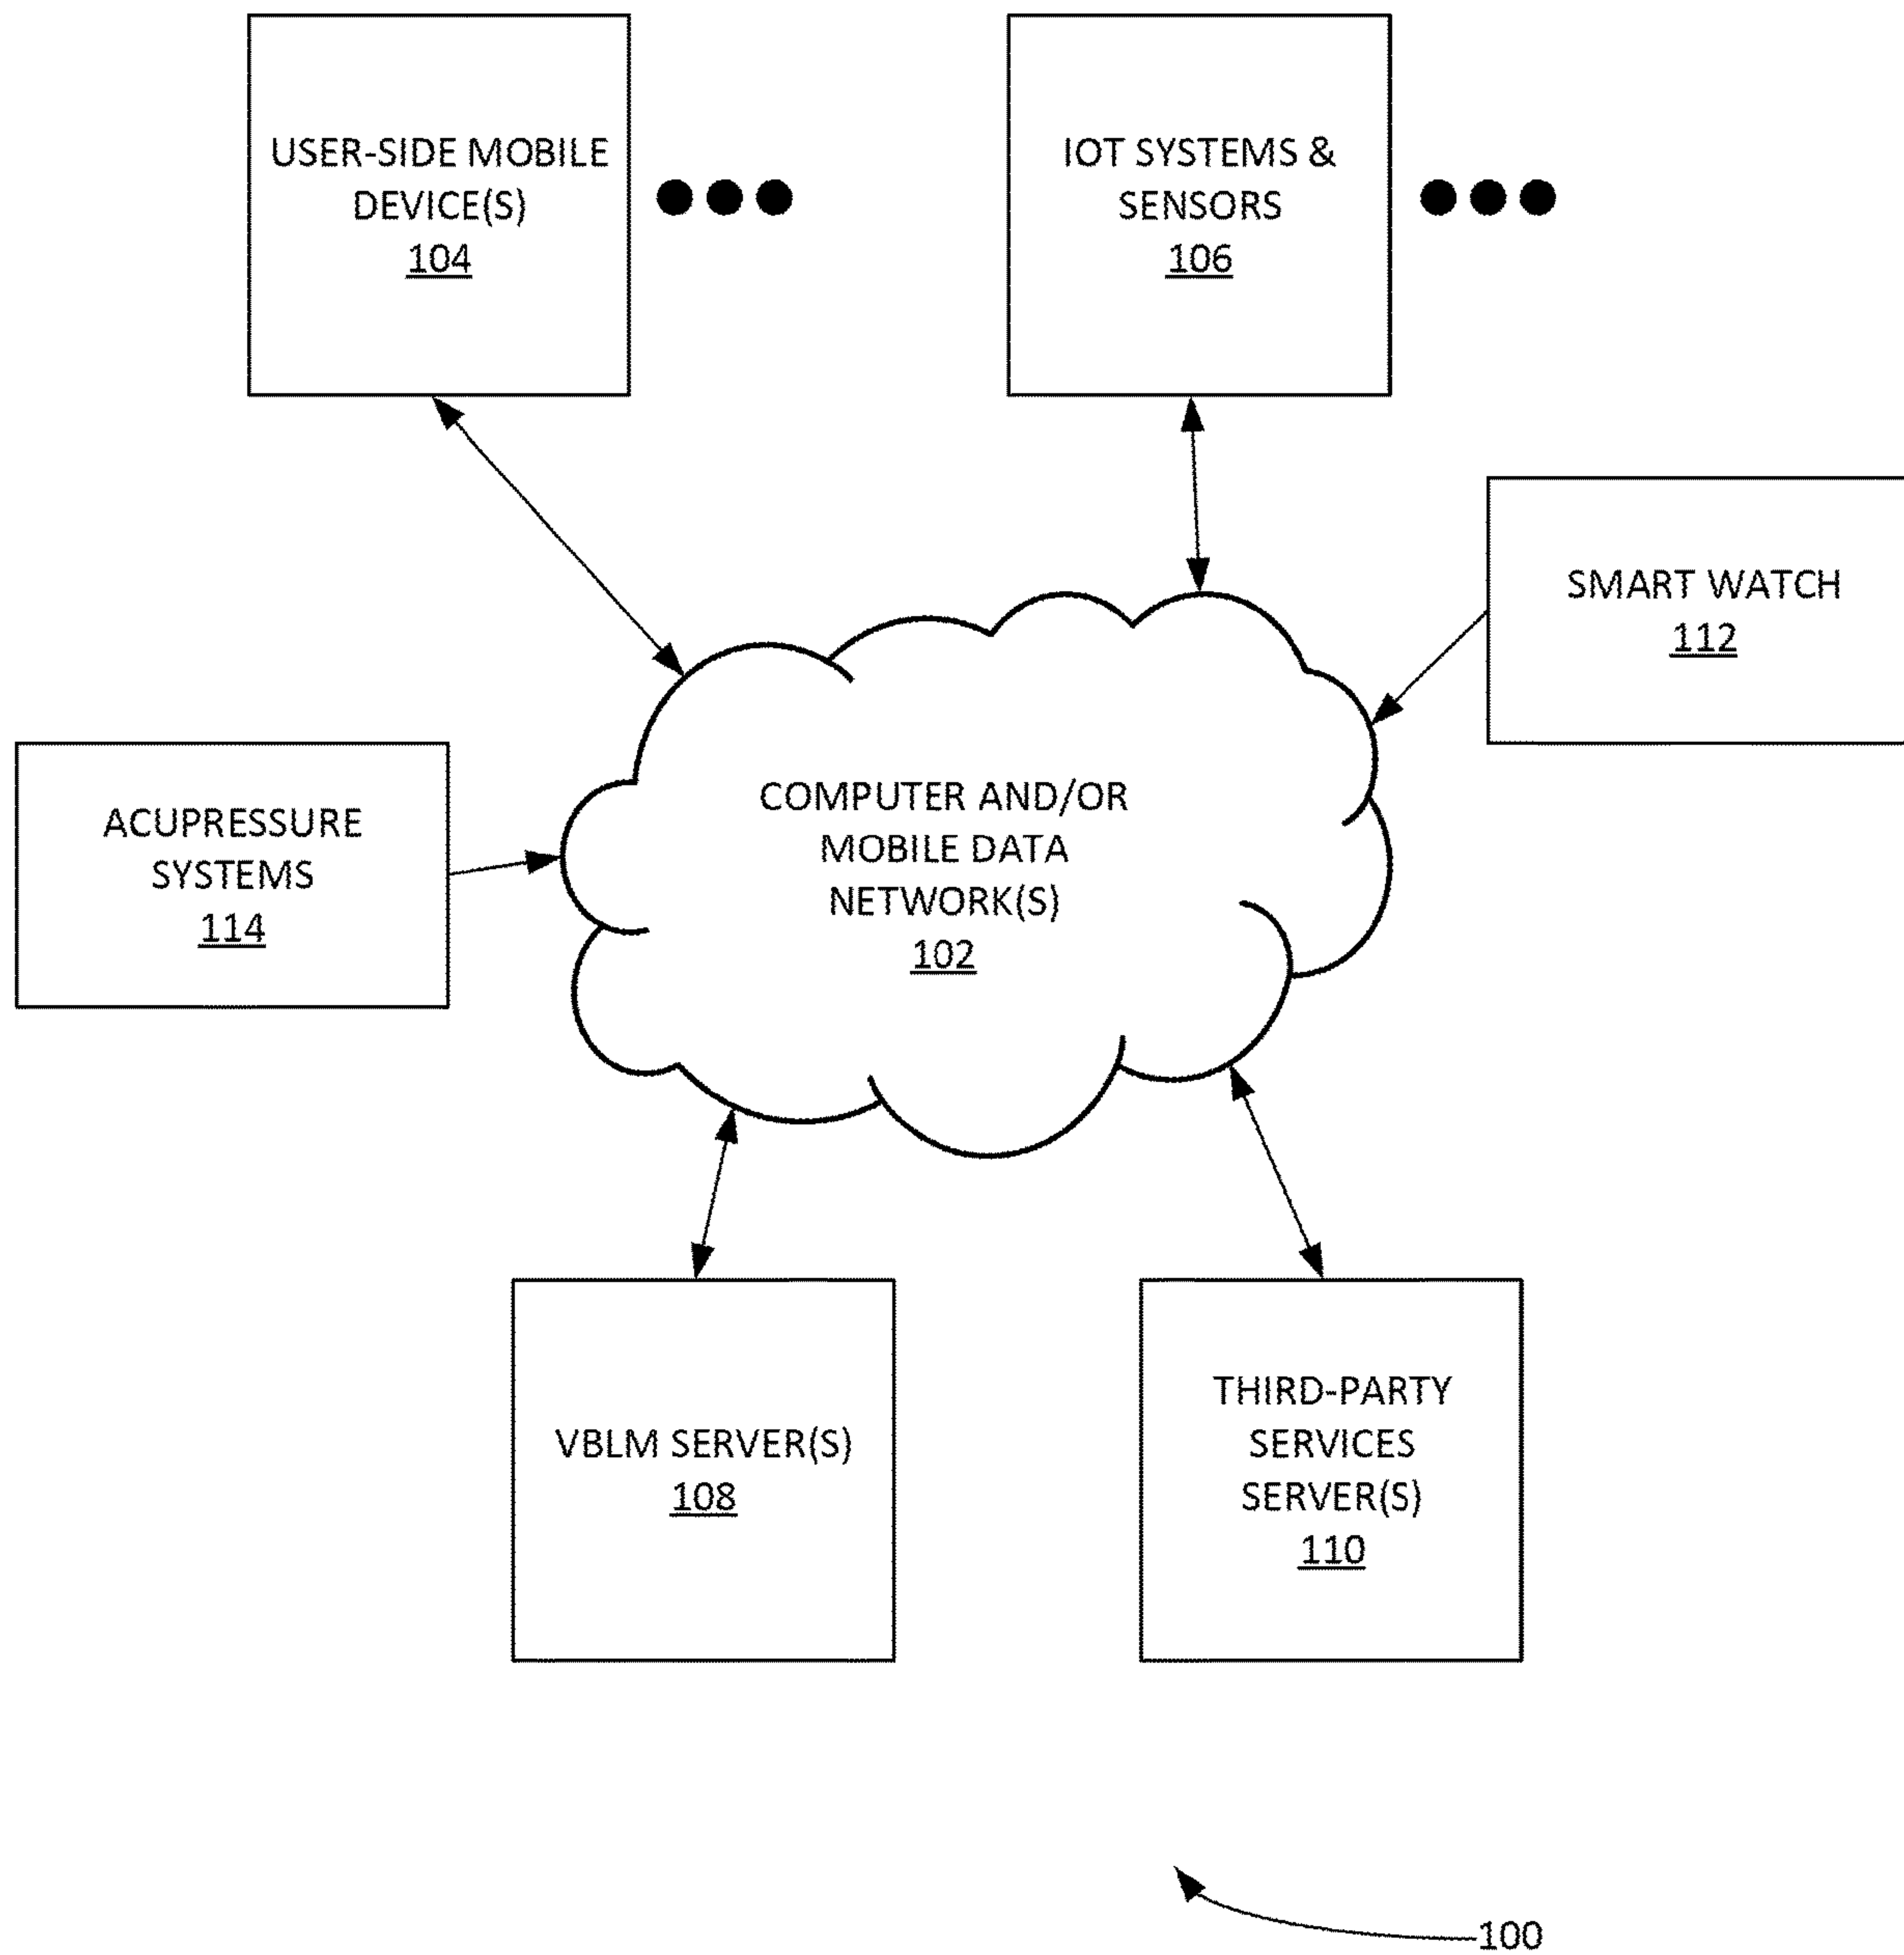 USER-SIDE MOBILE
DEVICE(S)
104
IOT SYSTEMS &
SENSORS
106
SMART WATCH
112
ACUPRESSURE
SYSTEMS
114
COMPUTER AND/OR
MOBILE DATA
NETWORK(S)
102
VBLM SERVER(S)
108
THIRD-PARTY
SERVICES
SERVER(S)
110
100